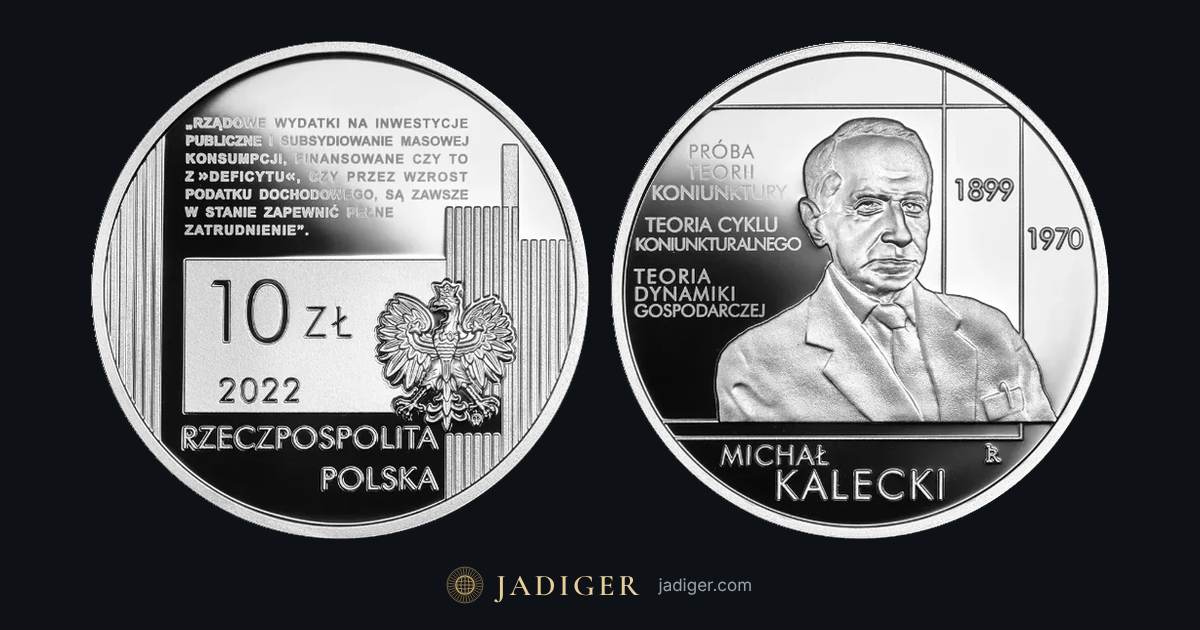 „RZĄDOWE WYDATKI NA INWESTYCJE
PUBLICZNE I SUBSYDIOWANIE MASOWEJ
KONSUMPCJI, FINANSOWANE CZY TO
Z »DEFICYTU«, CZY PRZEZ WZROST
PODATKU DOCHODOWEGO, SĄ ZAWSZE
W STANIE ZAPEWNIĆ PEŁNE
ZATRUDNIENIE”.
10 ZŁ
2022
RZECZPOSPOLITA
POLSKA
PRÓBA
TEORII
KONIUNKTURY
TEORIA CYKLU
KONIUNKTURALNEGO
TEORIA
DYNAMIKI
GOSPODARCZEJ
1899
1970
MICHAŁ
KALECKI
JADIGER jadiger.com